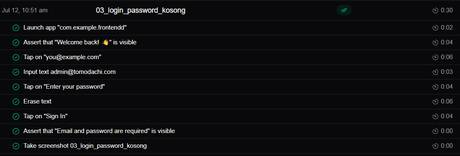 Jul 12, 10:51 am 03_login_password_kosong 0:30
Launch app "com.example.frontendd" 0:02
Assert that "Welcome back! 👋" is visible 0:04
Tap on "you@example.com" 0:06
Input text admin@tomodachi.com 0:03
Tap on "Enter your password" 0:04
Erase text 0:06
Tap on "Sign In" 0:04
Assert that "Email and password are required" is visible 0:00
Take screenshot 03_login_password_kosong 0:00